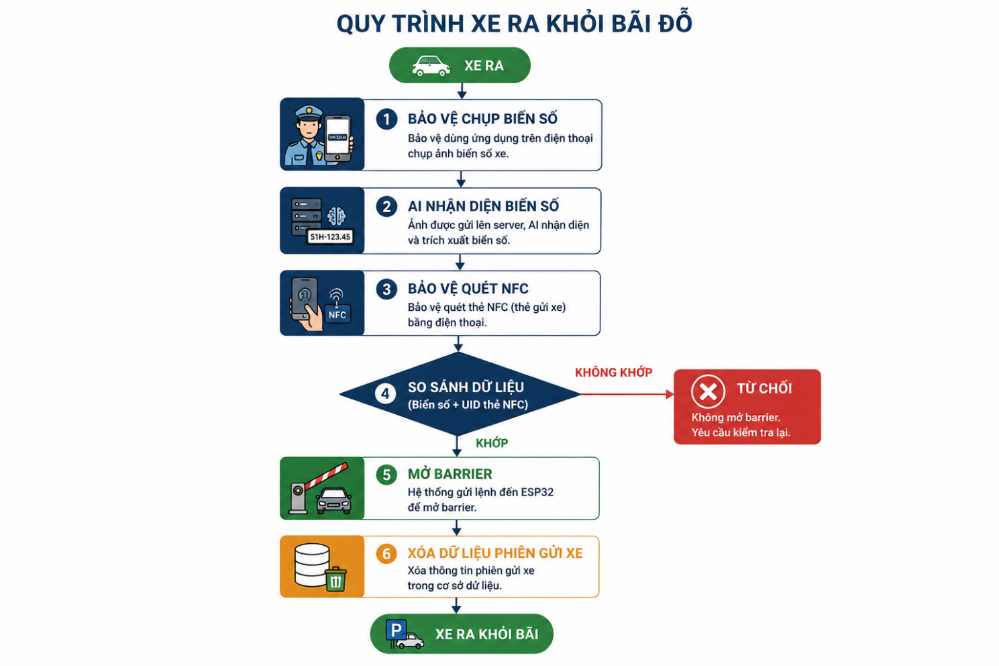 QUY TRÌNH XE RA KHỎI BÃI ĐỖ
XE RA
1 BẢO VỆ CHỤP BIẾN SỐ
Bảo vệ dùng ứng dụng trên điện thoại
chụp ảnh biển số xe.
2 AI NHẬN DIỆN BIẾN SỐ
51H-123.45
Ảnh được gửi lên server, AI nhận diện
và trích xuất biển số.
3 BẢO VỆ QUÉT NFC
NFC
Bảo vệ quét thẻ NFC (thẻ gửi xe)
bằng điện thoại.
4 SO SÁNH DỮ LIỆU
(Biển số + UID thẻ NFC)
KHÔNG KHỚP
TỪ CHỐI
Không mở barrier.
Yêu cầu kiểm tra lại.
KHỚP
5 MỞ BARRIER
Hệ thống gửi lệnh đến ESP32
để mở barrier.
6 XÓA DỮ LIỆU PHIÊN GỬI XE
Xóa thông tin phiên gửi xe
trong cơ sở dữ liệu.
P
XE RA KHỎI BÃI